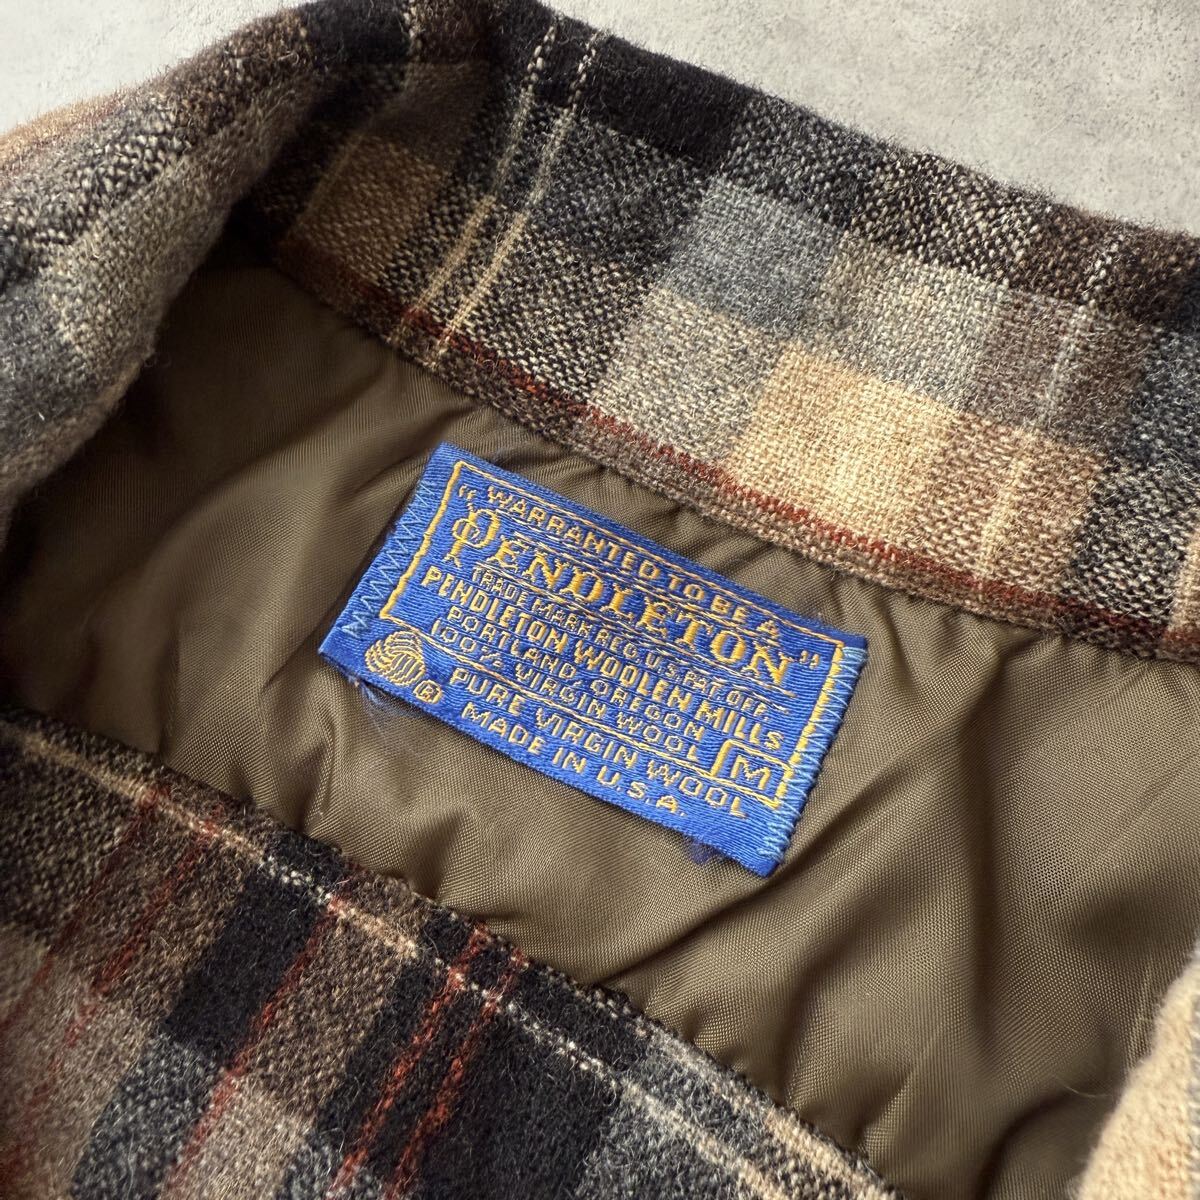 WARRANTED TO BE A
"PENDLETON"
TRADE MARK REG. U.S. PAT. OFF.
PENDLETON WOOLEN MILLS
PORTLAND, OREGON
100% VIRGIN WOOL
M
®
PURE VIRGIN WOOL
MADE IN U.S.A.